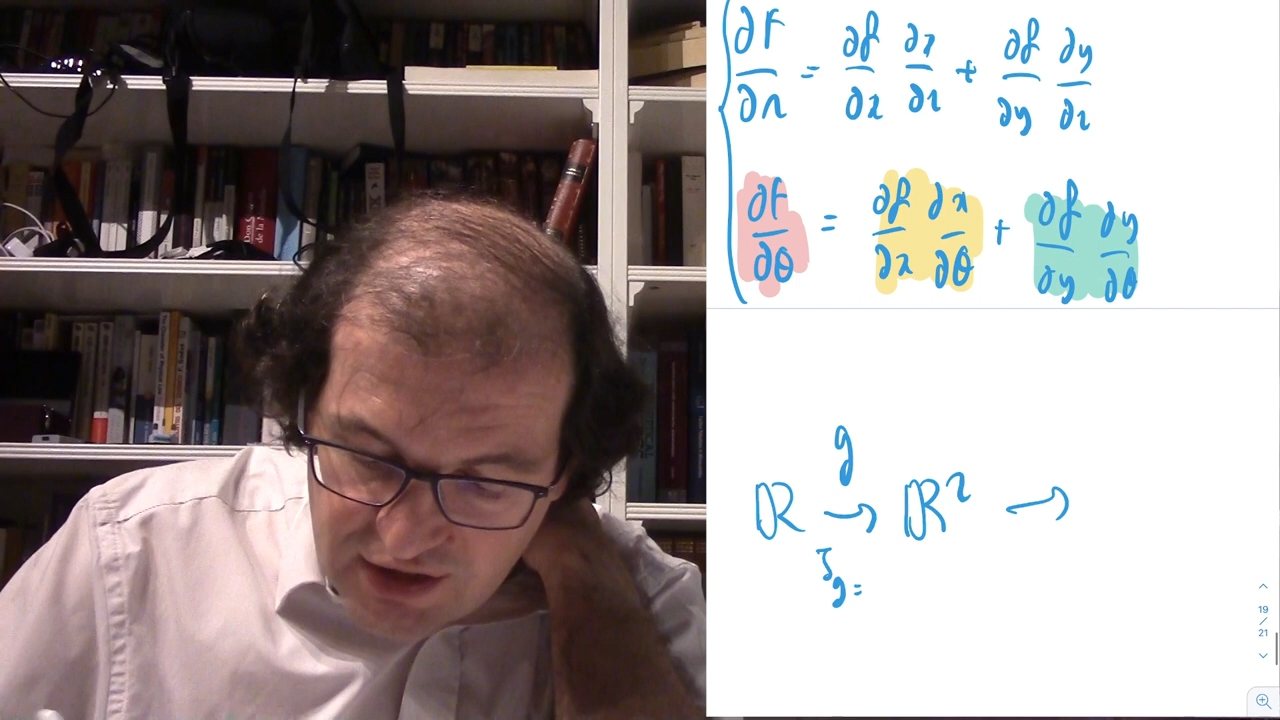 ∂F/∂r = ∂f/∂x ∂x/∂r + ∂f/∂y ∂y/∂r
∂F/∂θ = ∂f/∂x ∂x/∂θ + ∂f/∂y ∂y/∂θ
g
ℝ → ℝ² →
J_g =
19
/
21